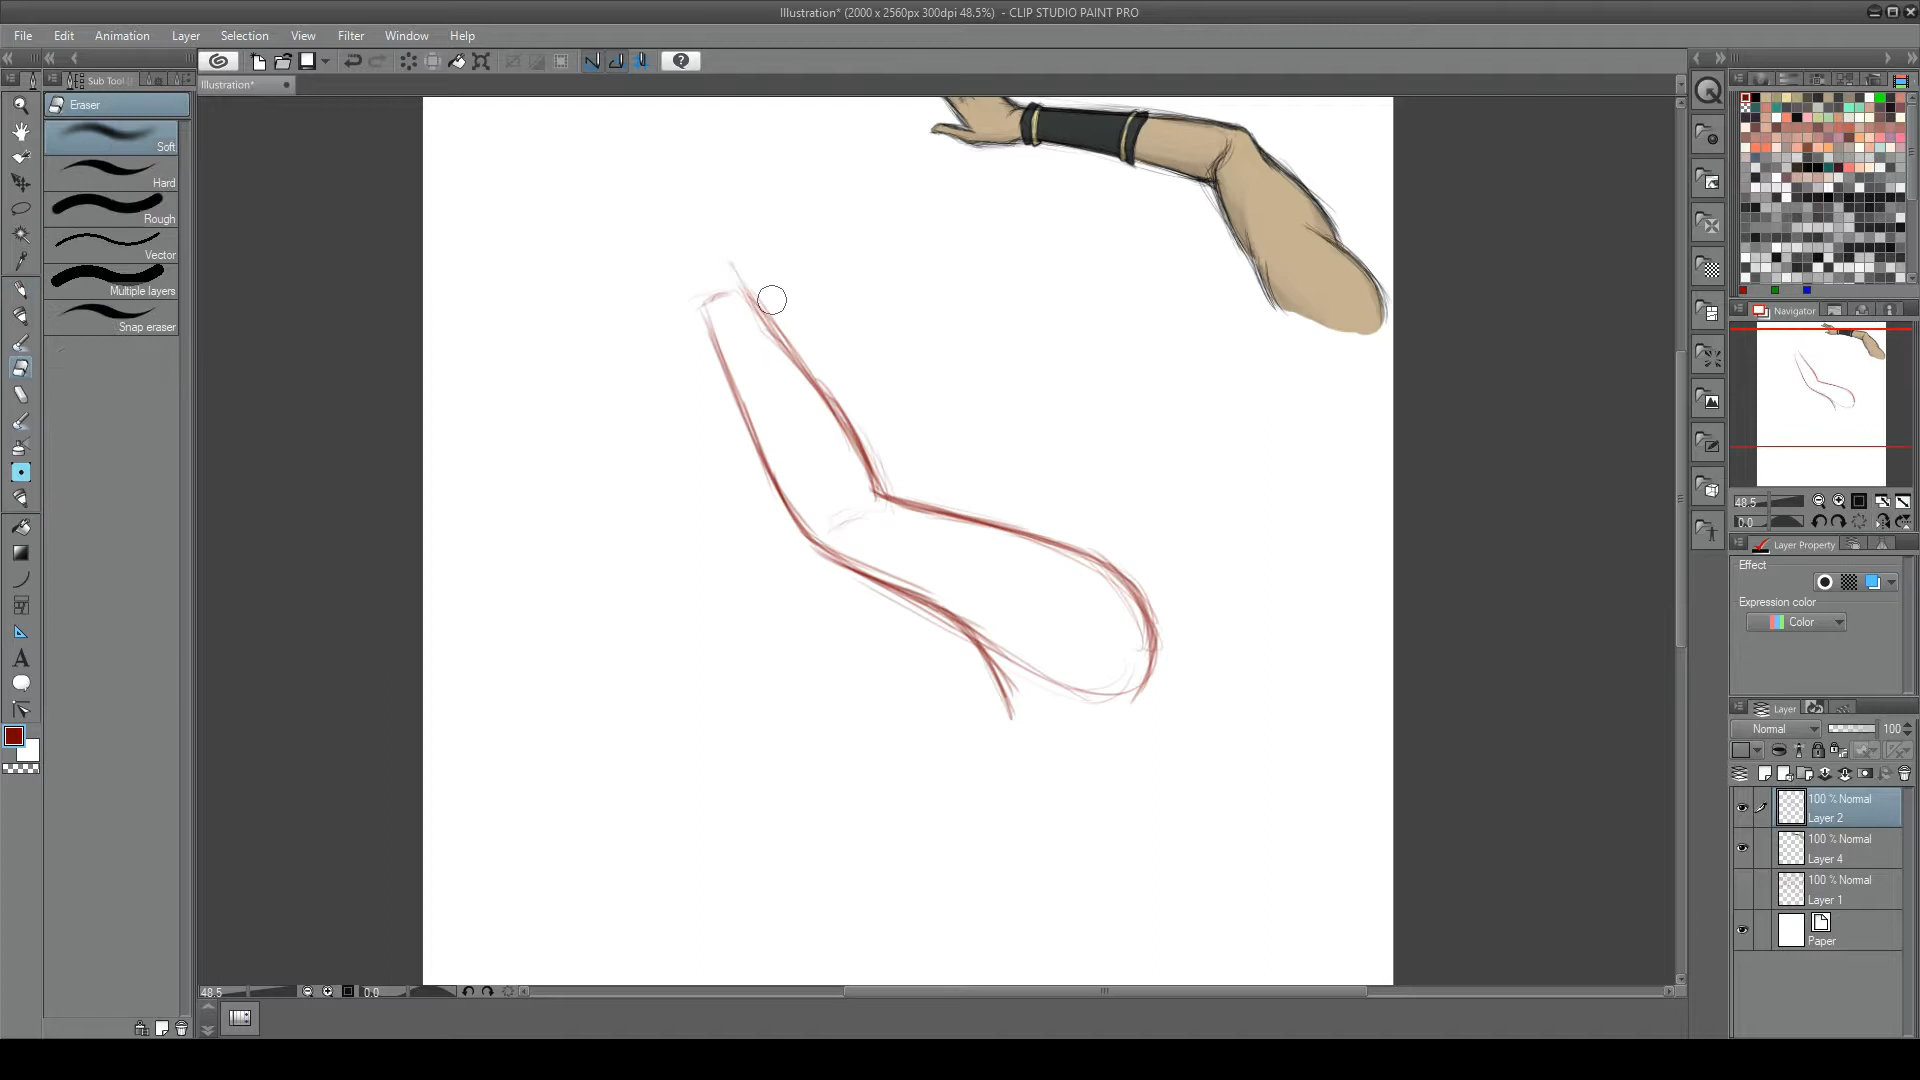 Illustration* (2000 x 2560px 300dpi 48.5%) - CLIP STUDIO PAINT PRO
File Edit Animation Layer Selection View Filter Window Help
Sub Tool
Illustration*
Eraser
Soft
Hard
Rough
Vector
Multiple layers
Snap eraser
Navigator
48.5
0.0
Layer Property
Effect
Expression color
Color
Layer
Normal 100
100 % Normal
Layer 2
100 % Normal
Layer 4
100 % Normal
Layer 1
Paper
48.5 0.0